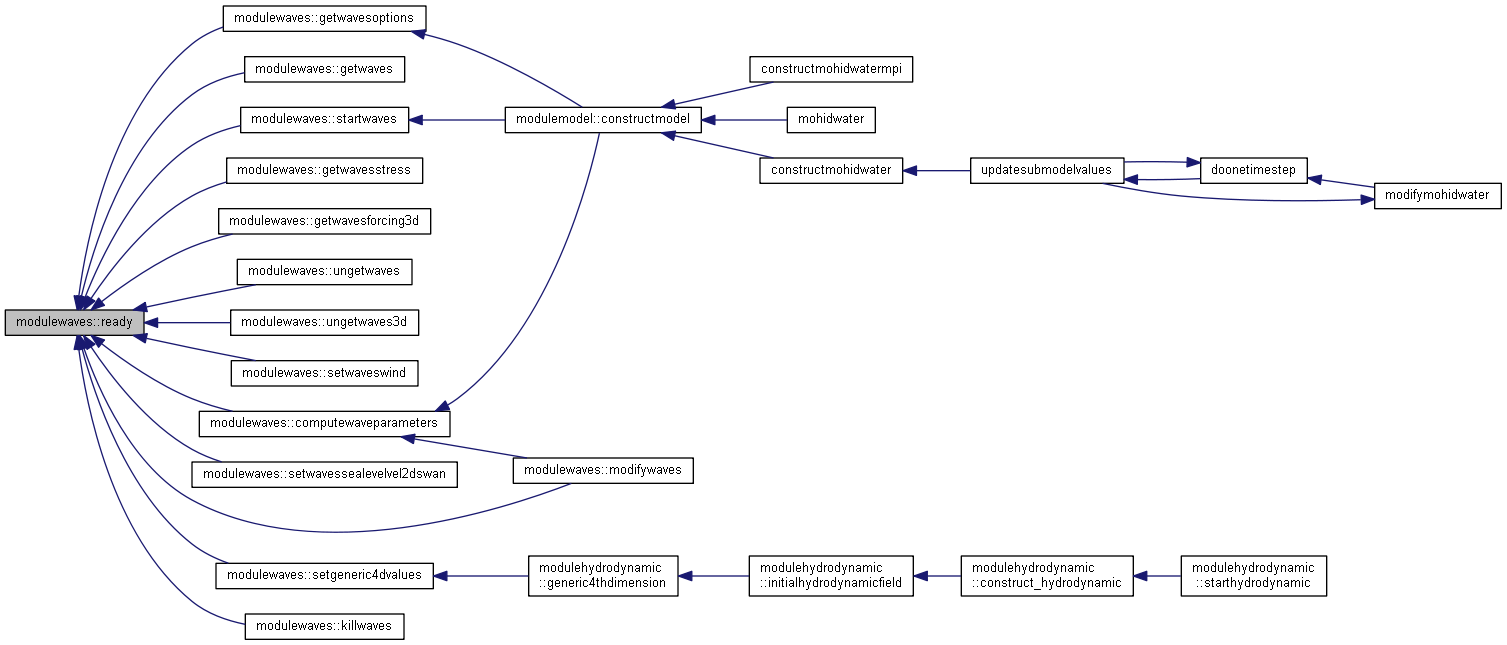 modulewaves::getwavesoptions
modulewaves::getwaves
constructmohidwatermpi
modulewaves::startwaves
modulemodel::constructmodel
mohidwater
modulewaves::getwavesstress
constructmohidwater
updatesubmodelvalues
doonetimestep
modifymohidwater
modulewaves::getwavesforcing3d
modulewaves::ungetwaves
modulewaves::ready
modulewaves::ungetwaves3d
modulewaves::setwaveswind
modulewaves::computewaveparameters
modulewaves::setwavessealevelvel2dswan
modulewaves::modifywaves
modulewaves::setgeneric4dvalues
modulehydrodynamic
::generic4thdimension
modulehydrodynamic
::initialhydrodynamicfield
modulehydrodynamic
::construct_hydrodynamic
modulehydrodynamic
::starthydrodynamic
modulewaves::killwaves